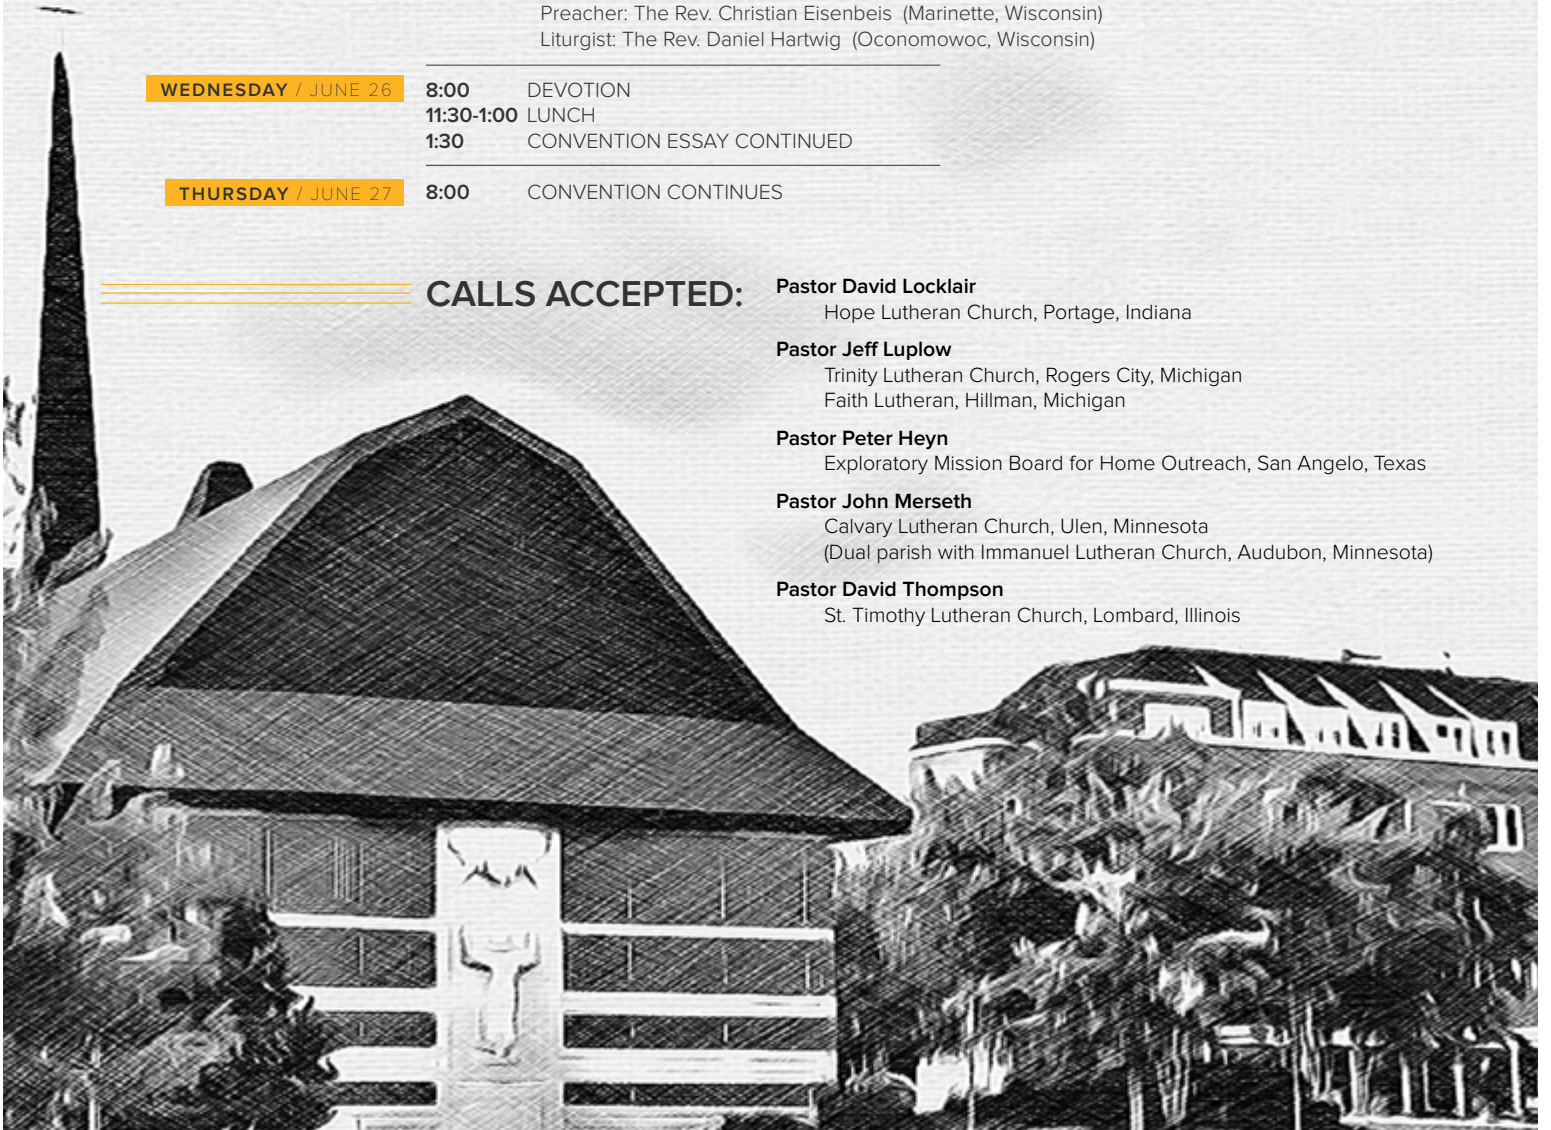 Preacher: The Rev. Christian Eisenbeis (Marinette, Wisconsin)
Liturgist: The Rev. Daniel Hartwig (Oconomowoc, Wisconsin)
WEDNESDAY / JUNE 26
8:00 DEVOTION
11:30-1:00 LUNCH
1:30 CONVENTION ESSAY CONTINUED
THURSDAY / JUNE 27
8:00 CONVENTION CONTINUES
CALLS ACCEPTED:
Pastor David Locklair
Hope Lutheran Church, Portage, Indiana
Pastor Jeff Luplow
Trinity Lutheran Church, Rogers City, Michigan
Faith Lutheran, Hillman, Michigan
Pastor Peter Heyn
Exploratory Mission Board for Home Outreach, San Angelo, Texas
Pastor John Merseth
Calvary Lutheran Church, Ulen, Minnesota
(Dual parish with Immanuel Lutheran Church, Audubon, Minnesota)
Pastor David Thompson
St. Timothy Lutheran Church, Lombard, Illinois